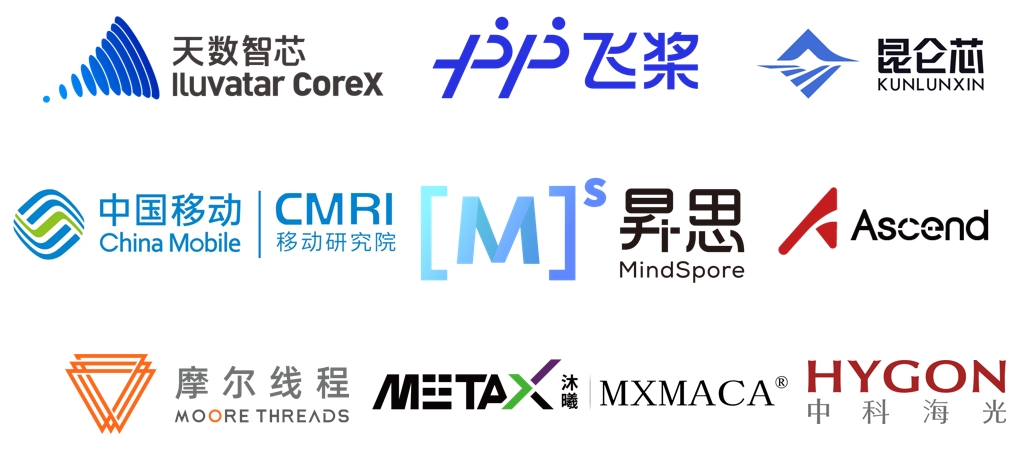 天数智芯
Iluvatar CoreX
飞桨
昆仑芯
KUNLUNXIN
中国移动
China Mobile
CMRI
移动研究院
[M]s
昇思
MindSpore
Ascend
摩尔线程
MOORE THREADS
METAX
沐曦
MXMACA®
HYGON
中科海光